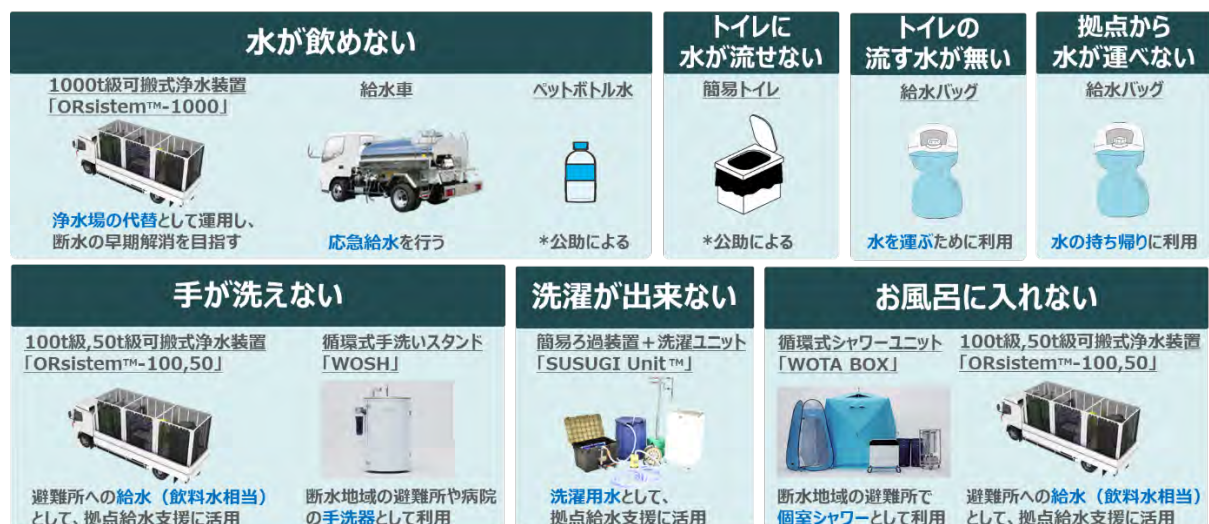 水が飲めない
1000t級可搬式浄水装置
「ORsistem™-1000」
浄水場の代替として運用し、
断水の早期解消を目指す
給水車
応急給水を行う
ペットボトル水
*公助による
トイレに
水が流せない
簡易トイレ
*公助による
トイレの
流す水が無い
給水バッグ
水を運ぶために利用
拠点から
水が運べない
給水バッグ
水の持ち帰りに利用
手が洗えない
100t級,50t級可搬式浄水装置
「ORsistem™-100,50」
避難所への給水（飲料水相当）
として、拠点給水支援に活用
循環式手洗いスタンド
「WOSH」
断水地域の避難所や病院
の手洗器として利用
洗濯が出来ない
簡易ろ過装置＋洗濯ユニット
「SUSUGI Unit™」
洗濯用水として、
拠点給水支援に活用
お風呂に入れない
循環式シャワーユニット
「WOTA BOX」
断水地域の避難所で
個室シャワーとして利用
100t級,50t級可搬式浄水装置
「ORsistem™-100,50」
避難所への給水（飲料水相当）
として、拠点給水支援に活用